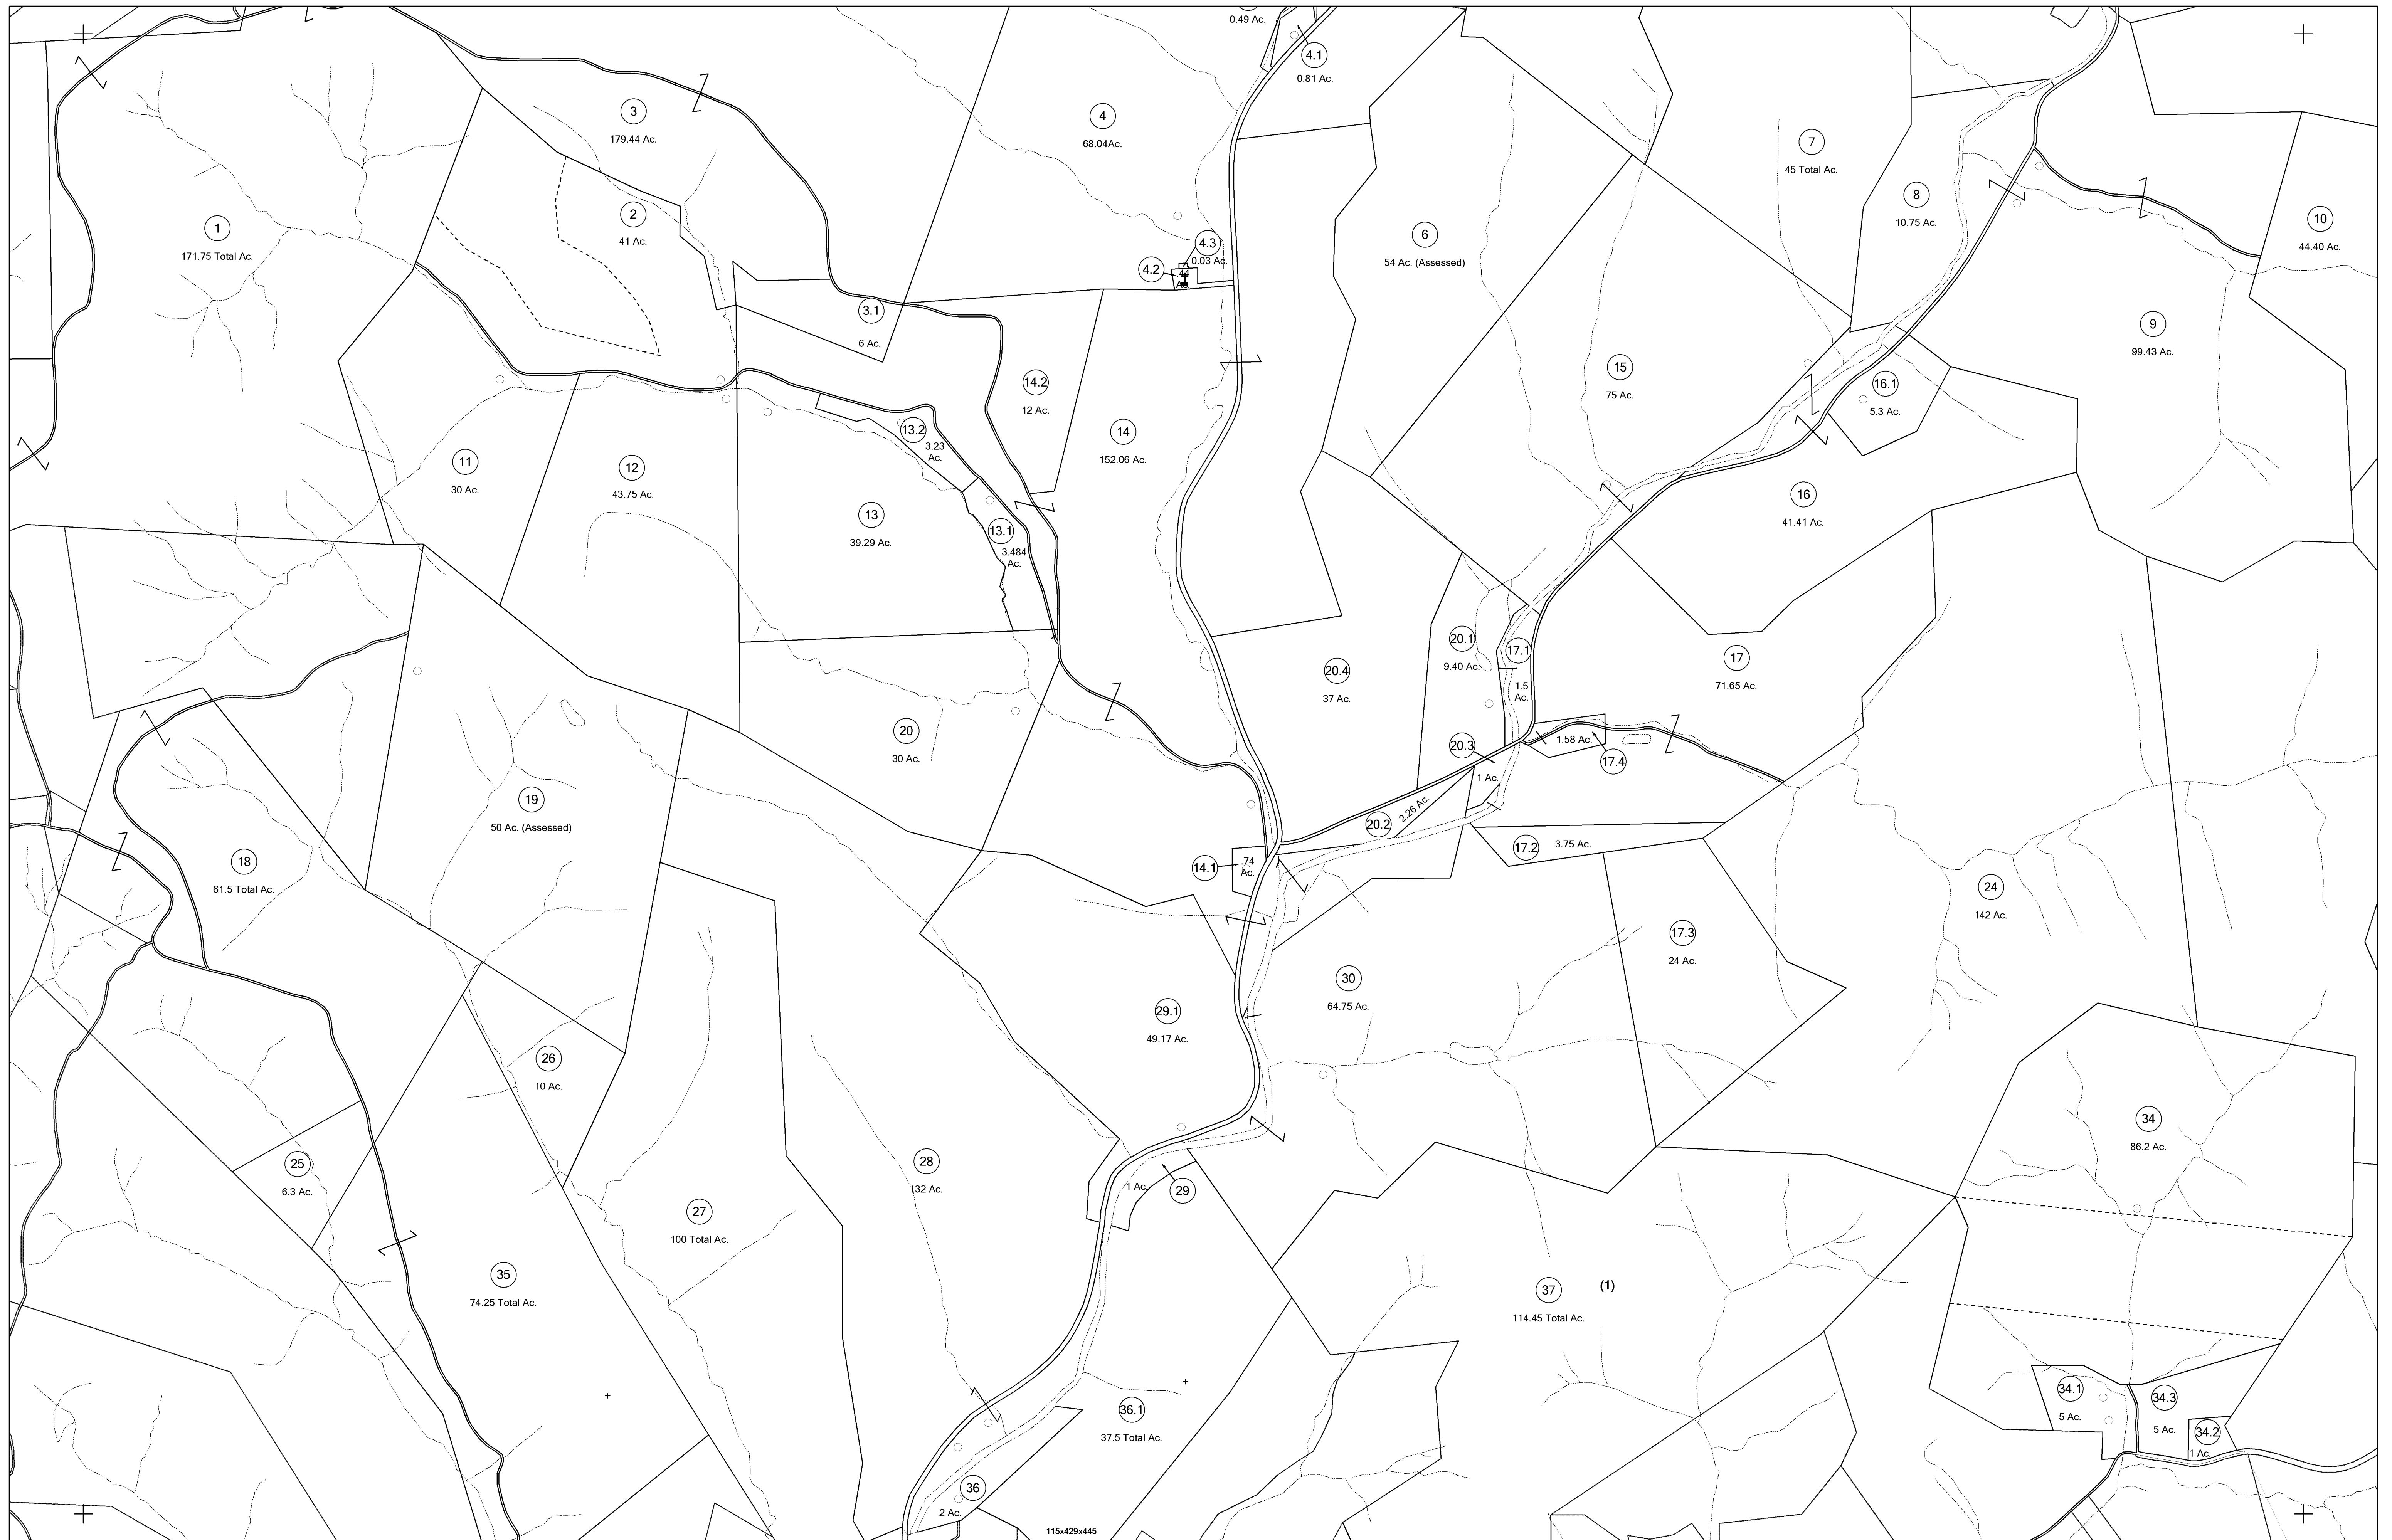 0.49 Ac.
4.1
0.81 Ac.
3
179.44 Ac.
4
68.04Ac.
7
45 Total Ac.
8
10.75 Ac.
10
44.40 Ac.
1
171.75 Total Ac.
2
41 Ac.
6
54 Ac. (Assessed)
4.3
0.03 Ac.
4.2
3.1
6 Ac.
9
99.43 Ac.
15
75 Ac.
16.1
5.3 Ac.
14.2
12 Ac.
14
152.06 Ac.
13.2
3.23
Ac.
11
30 Ac.
12
43.75 Ac.
13
39.29 Ac.
13.1
3.484
Ac.
16
41.41 Ac.
20.1
9.40 Ac.
17.1
1.5
Ac.
17
71.65 Ac.
20.4
37 Ac.
20
30 Ac.
20.3
1 Ac.
1.58 Ac.
17.4
19
50 Ac. (Assessed)
20.2
2.26 Ac.
17.2
3.75 Ac.
18
61.5 Total Ac.
14.1
.74
Ac.
24
142 Ac.
17.3
24 Ac.
30
64.75 Ac.
29.1
49.17 Ac.
26
10 Ac.
34
86.2 Ac.
25
6.3 Ac.
28
132 Ac.
1 Ac.
29
27
100 Total Ac.
35
74.25 Total Ac.
37
(1)
114.45 Total Ac.
34.1
5 Ac.
34.3
5 Ac.
34.2
1 Ac.
36.1
37.5 Total Ac.
36
2 Ac.
115x429x445